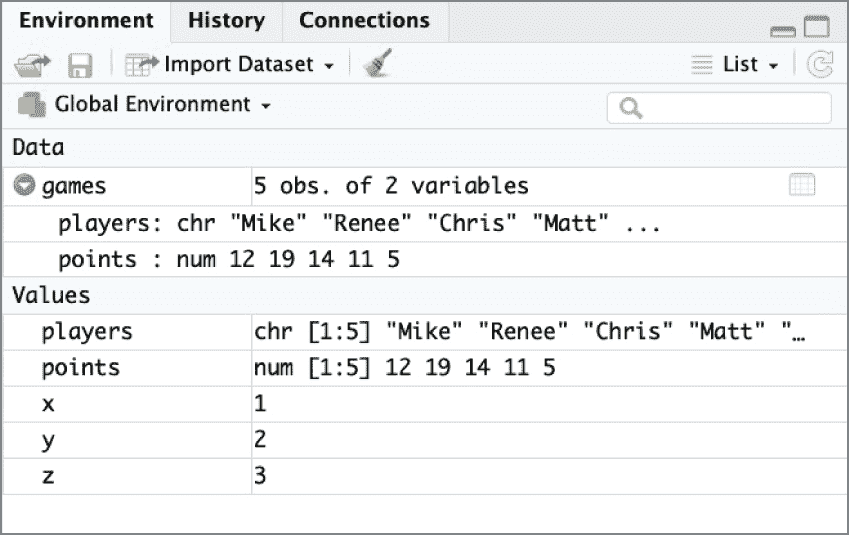 Environment History Connections
Import Dataset List
Global Environment
Data
games 5 obs. of 2 variables
players: chr "Mike" "Renee" "Chris" "Matt" ...
points : num 12 19 14 11 5
Values
players chr [1:5] "Mike" "Renee" "Chris" "Matt" "…
points num [1:5] 12 19 14 11 5
x 1
y 2
z 3